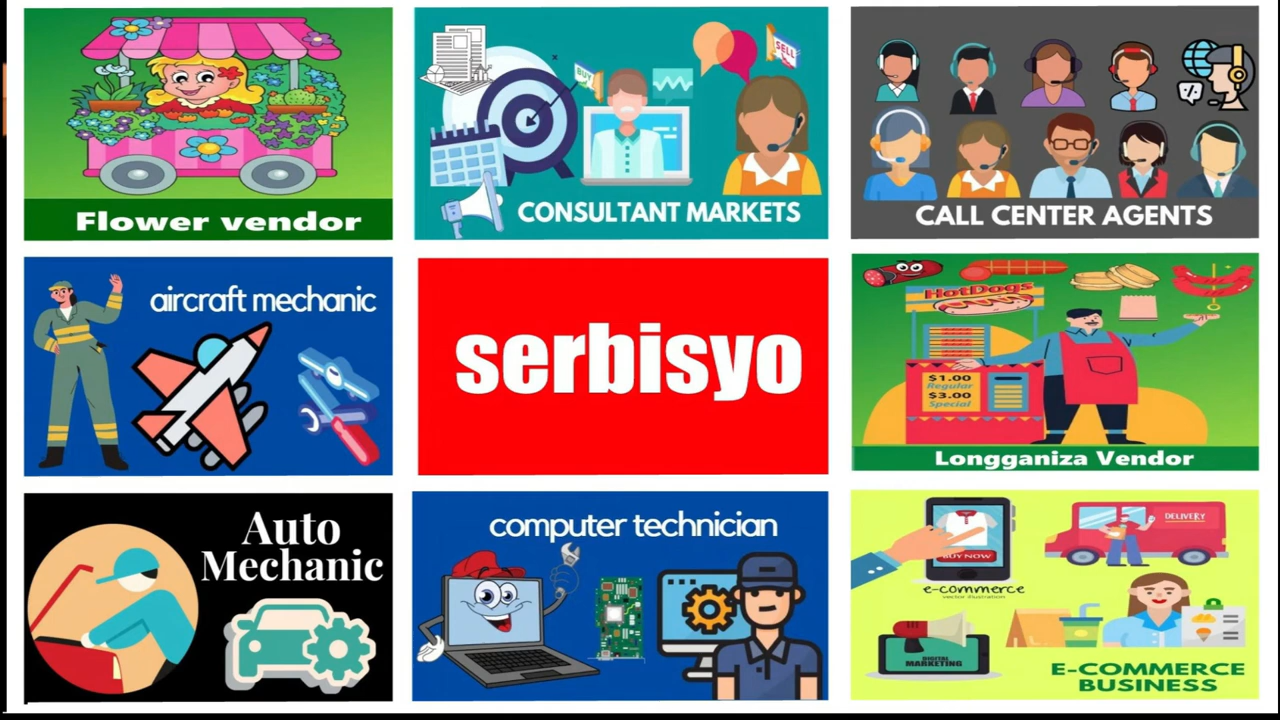 Flower vendor
BUY
SELL
CONSULTANT MARKETS
CALL CENTER AGENTS
aircraft mechanic
serbisyo
HotDogs
$1.00
Regular
$3.00
Special
Longganiza Vendor
Auto
Mechanic
computer technician
BUY NOW
e-commerce
vector illustration
DELIVERY
DIGITAL
MARKETING
E-COMMERCE
BUSINESS